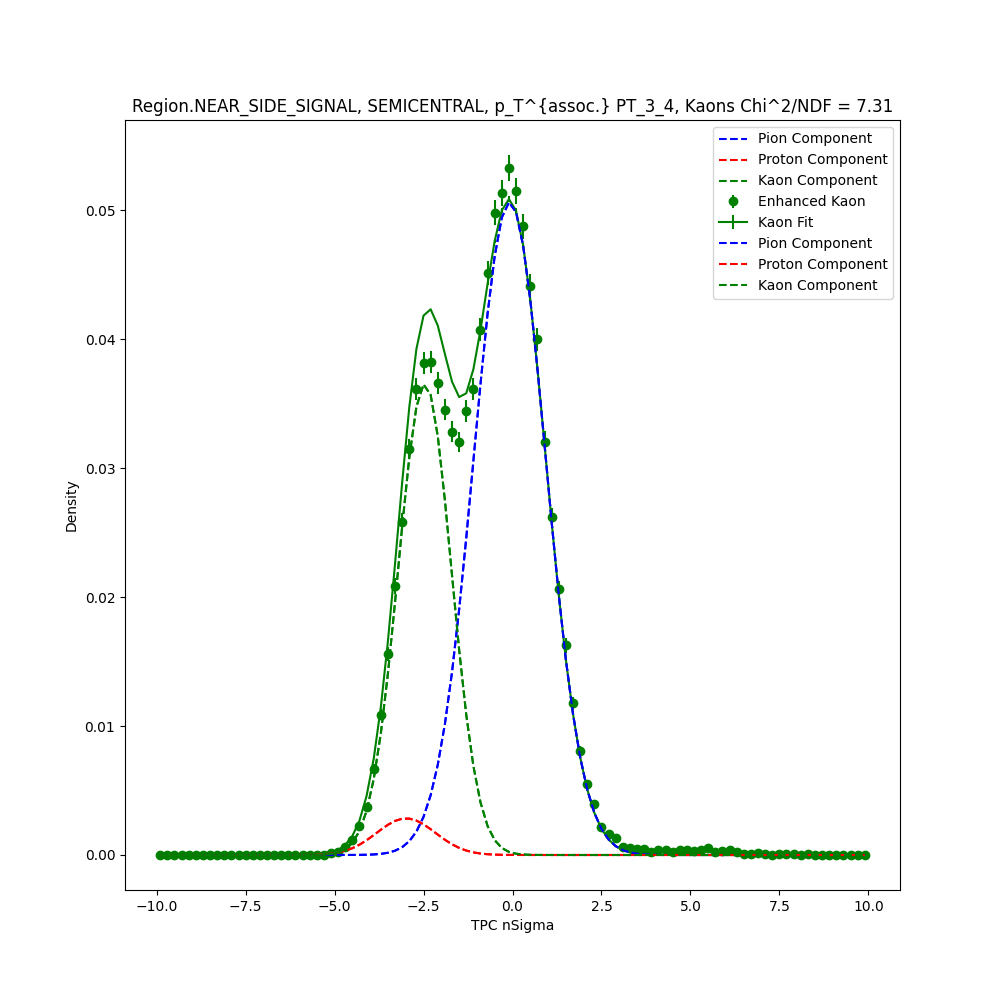 Region.NEAR_SIDE_SIGNAL, SEMICENTRAL, p_T^{assoc.} PT_3_4, Kaons Chi^2/NDF = 7.31
Pion Component
Proton Component
Kaon Component
Enhanced Kaon
Kaon Fit
Pion Component
Proton Component
Kaon Component
0.05
0.04
0.03
0.02
0.01
0.00
Density
−10.0 −7.5 −5.0 −2.5 0.0 2.5 5.0 7.5 10.0
TPC nSigma